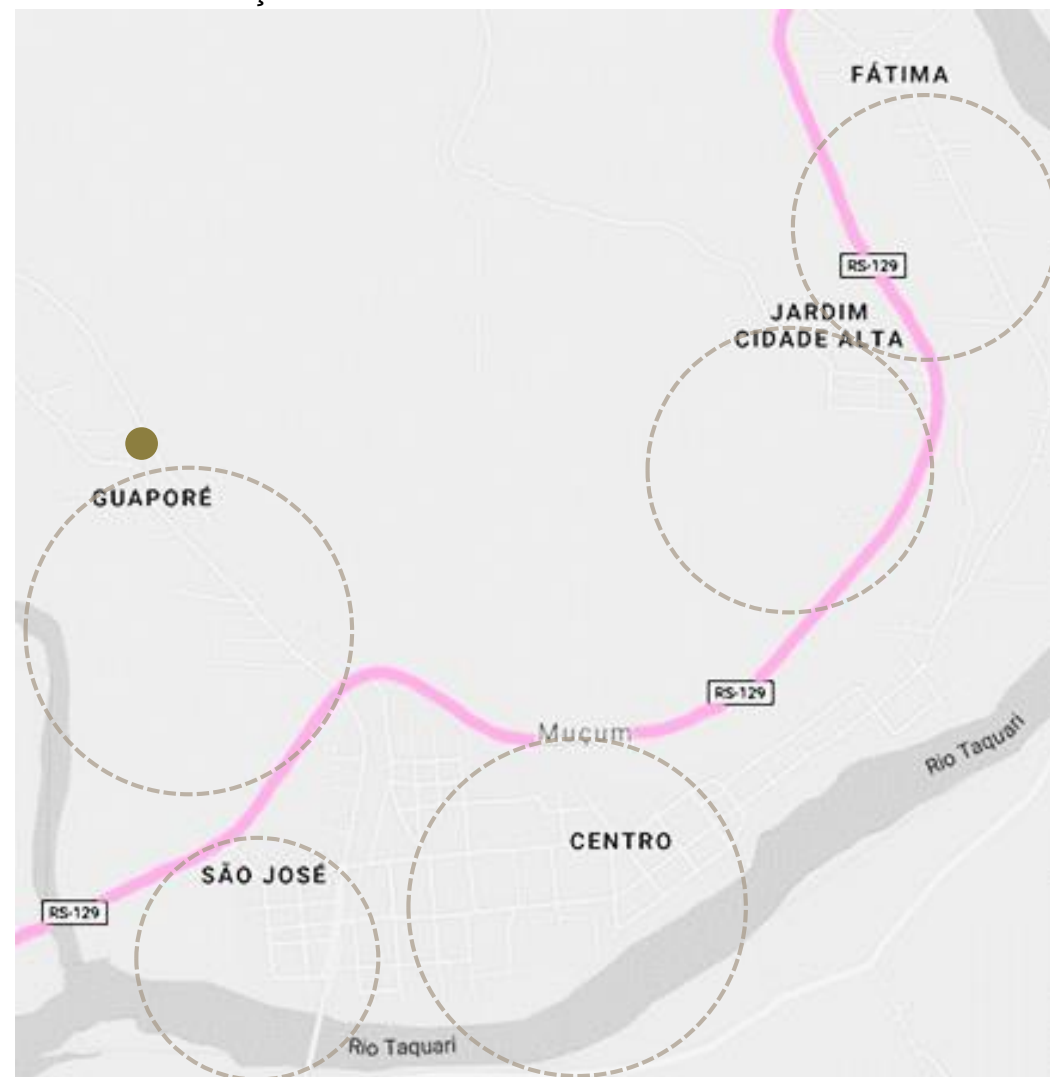 FÁTIMA
RS-129
JARDIM
CIDADE ALTA
GUAPORÉ
RS-129
Muçum
Rio Taquari
CENTRO
SÃO JOSÉ
RS-129
Rio Taquari